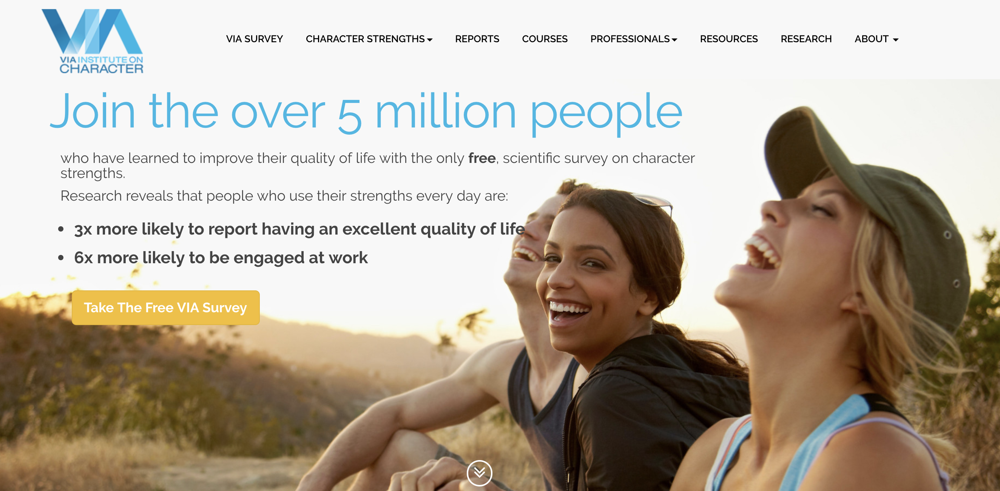 VIA INSTITUTE ON
CHARACTER
VIA SURVEY CHARACTER STRENGTHS REPORTS COURSES PROFESSIONALS RESOURCES RESEARCH ABOUT
Join the over 5 million people
who have learned to improve their quality of life with the only free, scientific survey on character
strengths.
Research reveals that people who use their strengths every day are:
• 3x more likely to report having an excellent quality of life
• 6x more likely to be engaged at work
Take The Free VIA Survey